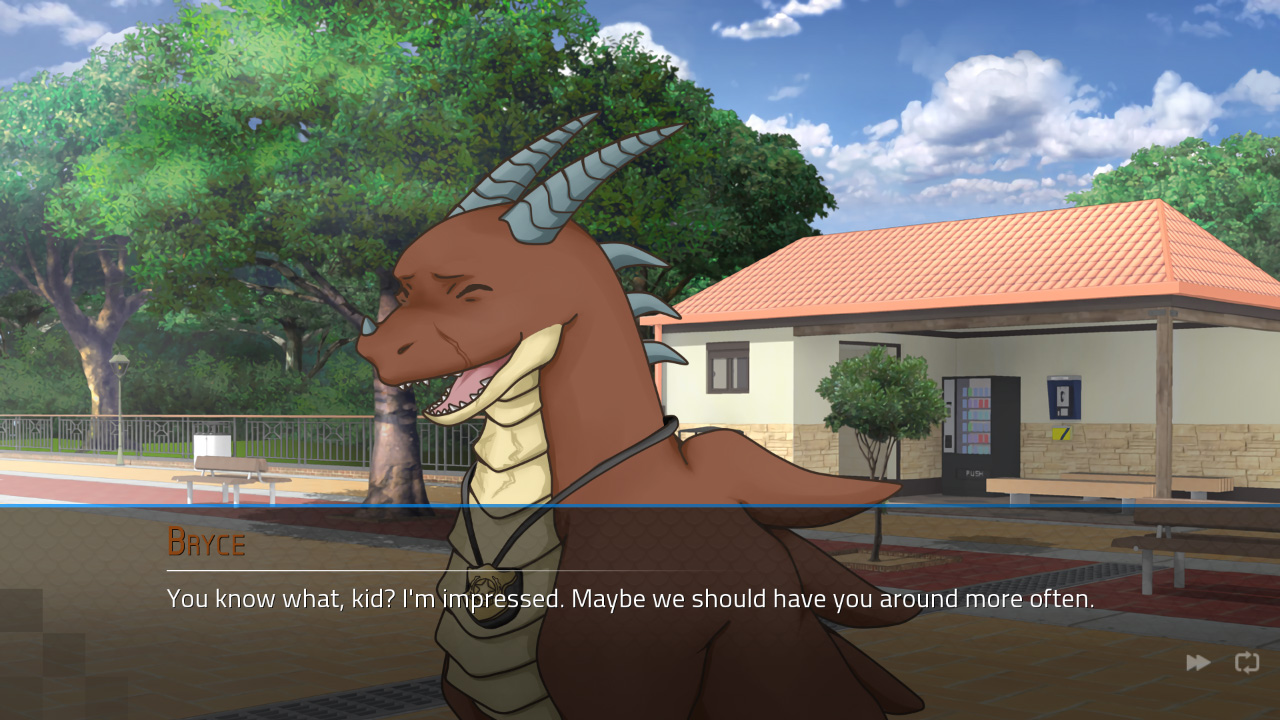 PUSH
Bryce
You know what, kid? I'm impressed. Maybe we should have you around more often.